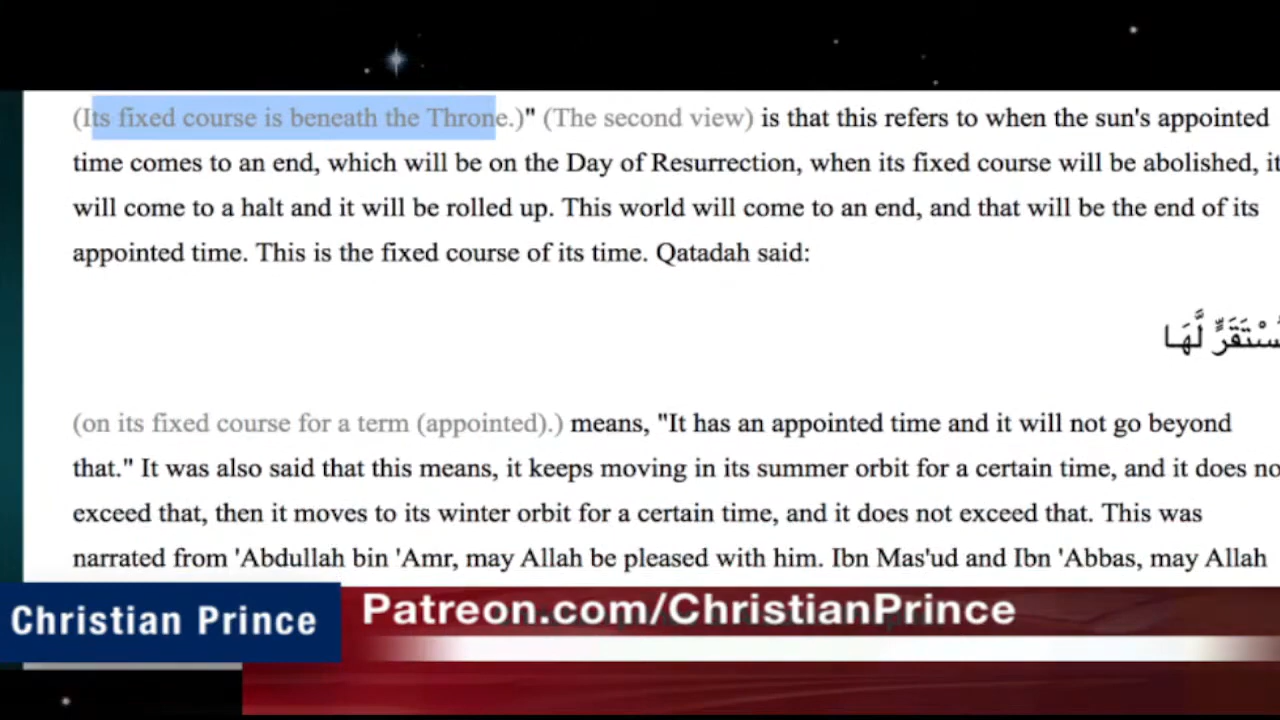 (Its fixed course is beneath the Throne.)" (The second view) is that this refers to when the sun's appointed
time comes to an end, which will be on the Day of Resurrection, when its fixed course will be abolished, it
will come to a halt and it will be rolled up. This world will come to an end, and that will be the end of its
appointed time. This is the fixed course of its time. Qatadah said:
لَّهَا
(on its fixed course for a term (appointed).) means, "It has an appointed time and it will not go beyond
that." It was also said that this means, it keeps moving in its summer orbit for a certain time, and it does no
exceed that, then it moves to its winter orbit for a certain time, and it does not exceed that. This was
narrated from 'Abdullah bin 'Amr, may Allah be pleased with him. Ibn Mas'ud and Ibn 'Abbas, may Allah
Christian Prince
Patreon.com/ChristianPrince